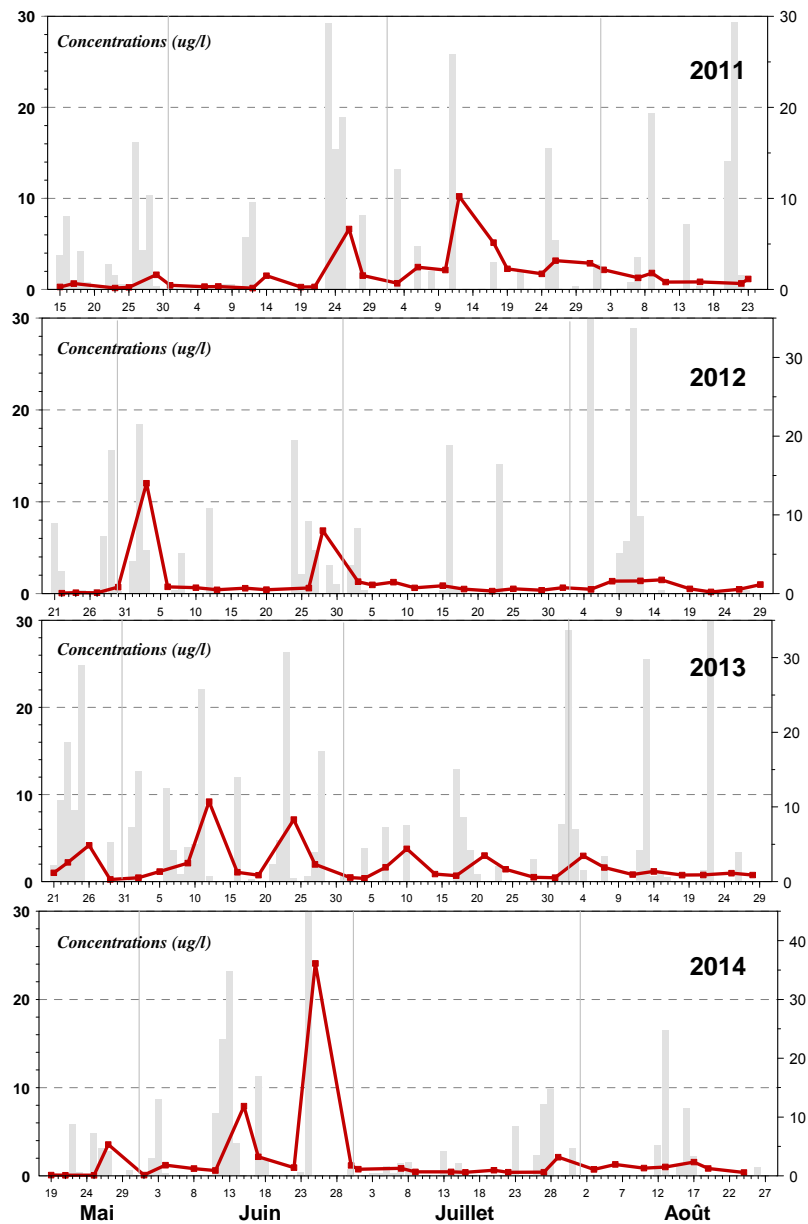 30 30
Concentrations (ug/l)
2011
20 20
10 10
0 0
15 20 25 30 4 9 14 19 24 29 4 9 14 19 24 29 3 8 13 18 23
30
Concentrations (ug/l)
30
2012
20 20
10 10
0 0
21 26 31 5 10 15 20 25 30 5 10 15 20 25 30 4 9 14 19 24 29
30
Concentrations (ug/l)
30
2013
20 20
10 10
0 0
21 26 31 5 10 15 20 25 30 5 10 15 20 25 30 4 9 14 19 24 29
30
Concentrations (ug/l)
40
2014
20 30
20
10 10
0 0
19 24 29 3 8 13 18 23 28 3 8 13 18 23 28 2 7 12 17 22 27
Mai Juin Juillet Août